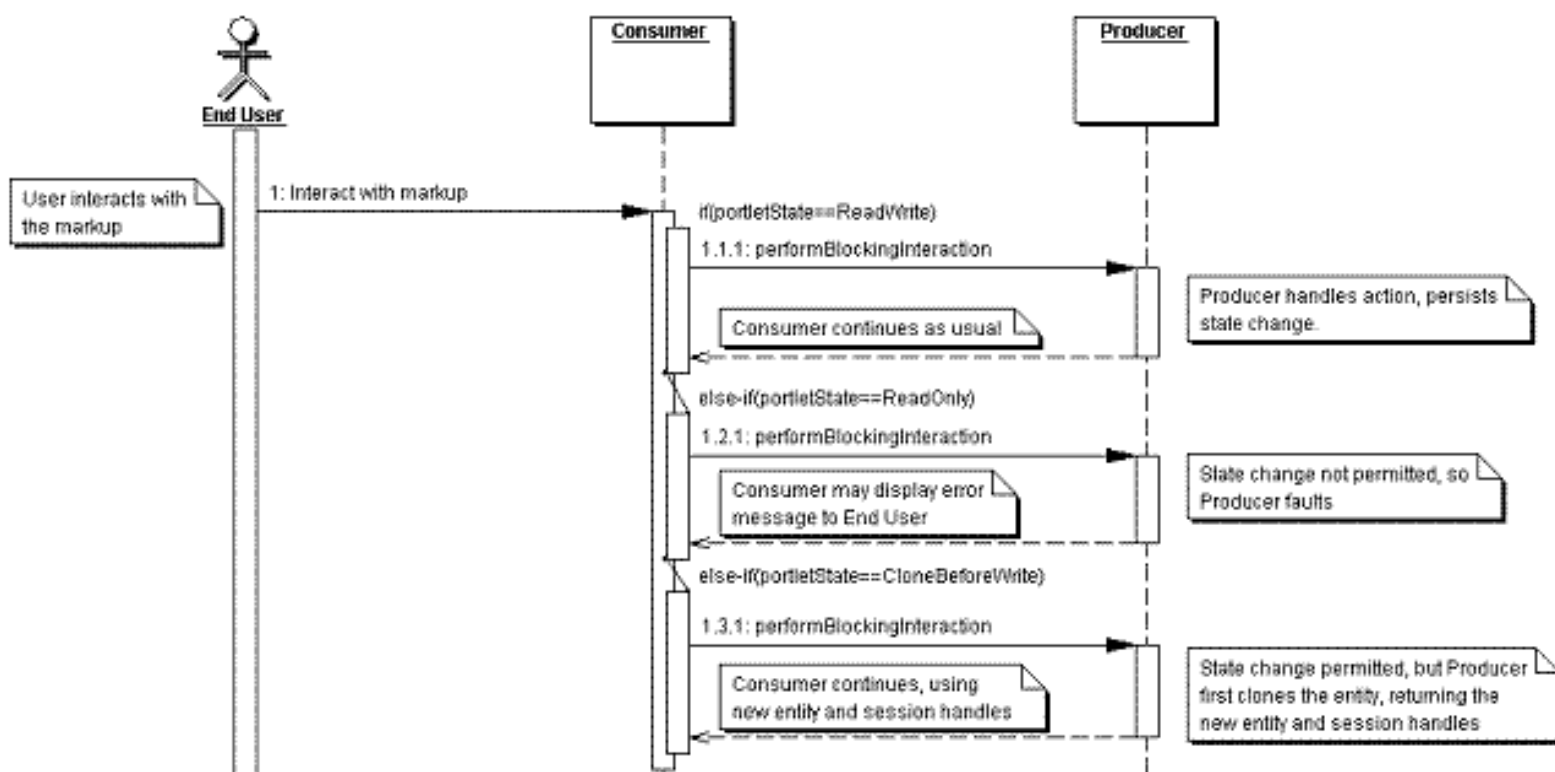 Consumer
Producer
End User
User interacts with
the markup
1: Interact with markup
if(portletState==ReadWrite)
1.1.1: performBlockingInteraction
Producer handles action, persists
state change.
Consumer continues as usual
else-if(portletState==ReadOnly)
1.2.1: performBlockingInteraction
State change not permitted, so
Producer faults
Consumer may display error
message to End User
else-if(portletState==CloneBeforeWrite)
1.3.1: performBlockingInteraction
State change permitted, but Producer
first clones the entity, returning the
new entity and session handles
Consumer continues, using
new entity and session handles